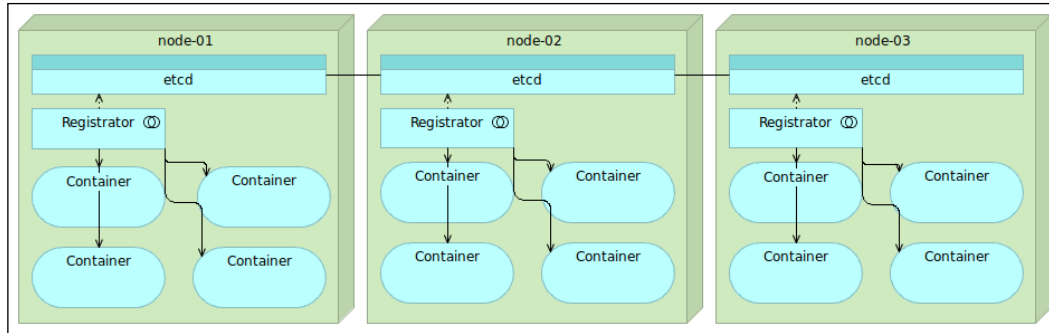 node-01
etcd
Registrator
Container
Container
Container
Container
node-02
etcd
Registrator
Container
Container
Container
Container
node-03
etcd
Registrator
Container
Container
Container
Container